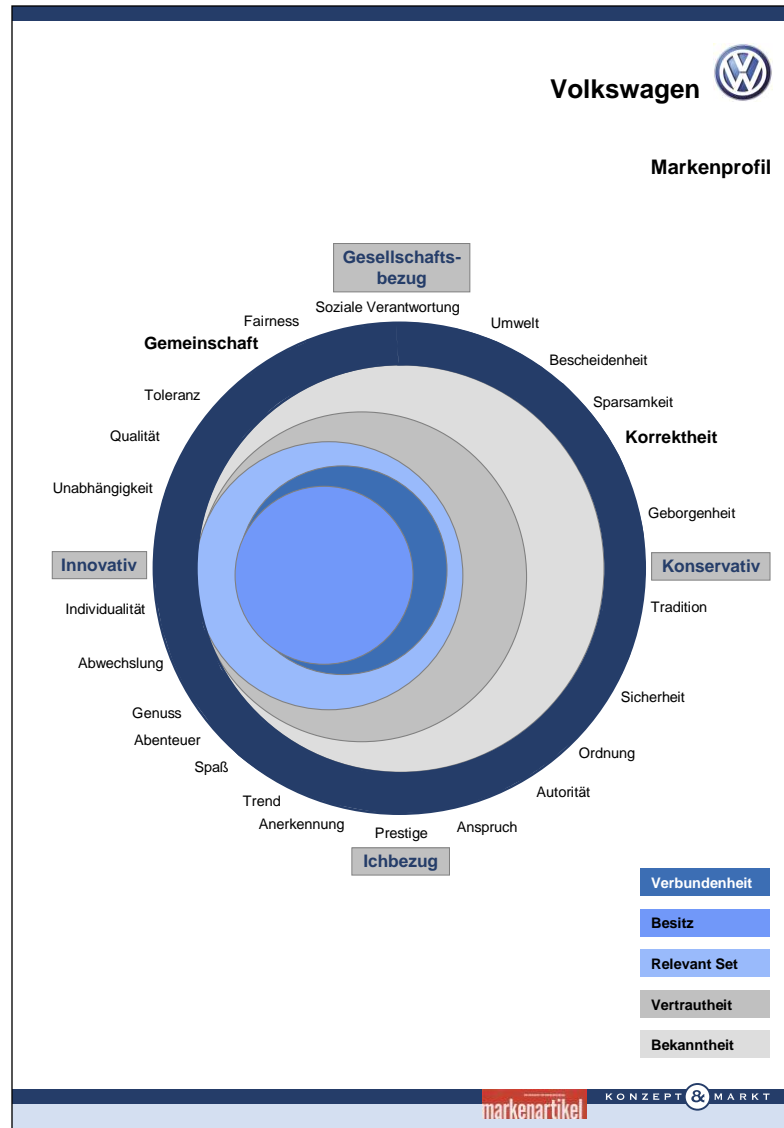 Volkswagen
Markenprofil
Gesellschafts-
bezug
Soziale Verantwortung
Fairness
Umwelt
Gemeinschaft
Bescheidenheit
Toleranz
Sparsamkeit
Qualität
Korrektheit
Unabhängigkeit
Geborgenheit
Innovativ
Konservativ
Individualität
Tradition
Abwechslung
Sicherheit
Genuss
Abenteuer
Ordnung
Spaß
Autorität
Trend
Anerkennung
Prestige
Anspruch
Ichbezug
Verbundenheit
Besitz
Relevant Set
Vertrautheit
Bekanntheit
markenartikel
KONZEPT & MARKT